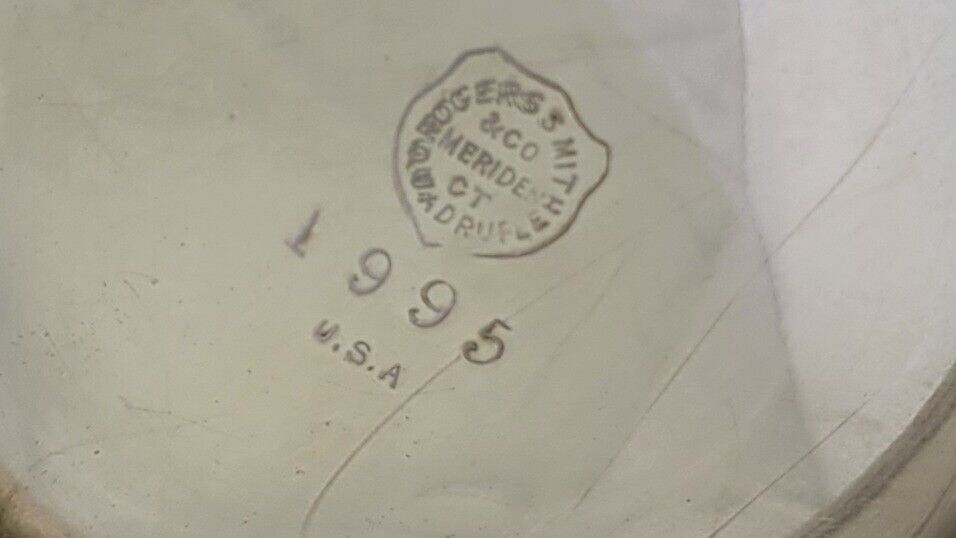 ROGERS SMITH
& CO
MERIDEN
CT
QUADRUPLE
1995
U.S.A